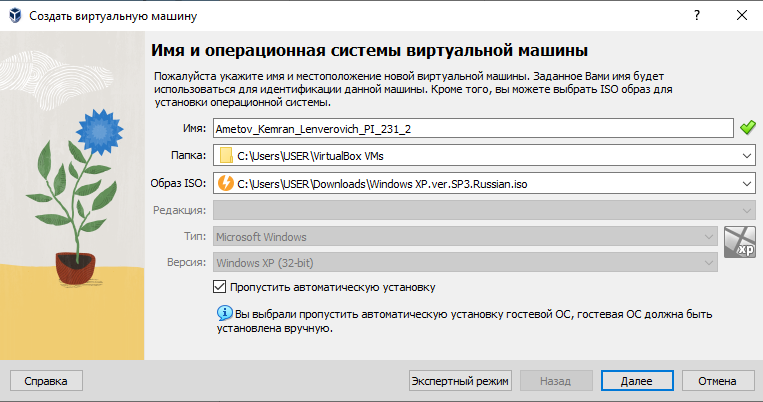 Создать виртуальную машину
Имя и операционная системы виртуальной машины
Пожалуйста укажите имя и местоположение новой виртуальной машины. Заданное Вами имя будет
использоваться для идентификации данной машины. Кроме того, вы можете выбрать ISO образ для
установки операционной системы.
Имя: Ametov_Kemran_Lenverovich_PI_231_2
Папка: C:\Users\USER\VirtualBox VMs
Образ ISO: C:\Users\USER\Downloads\Windows XP.ver.SP3.Russian.iso
Редакция:
Тип: Microsoft Windows
Версия: Windows XP (32-bit)
xp
Пропустить автоматическую установку
Вы выбрали пропустить автоматическую установку гостевой ОС, гостевая ОС должна быть
установлена вручную.
Справка Экспертный режим Назад Далее Отмена